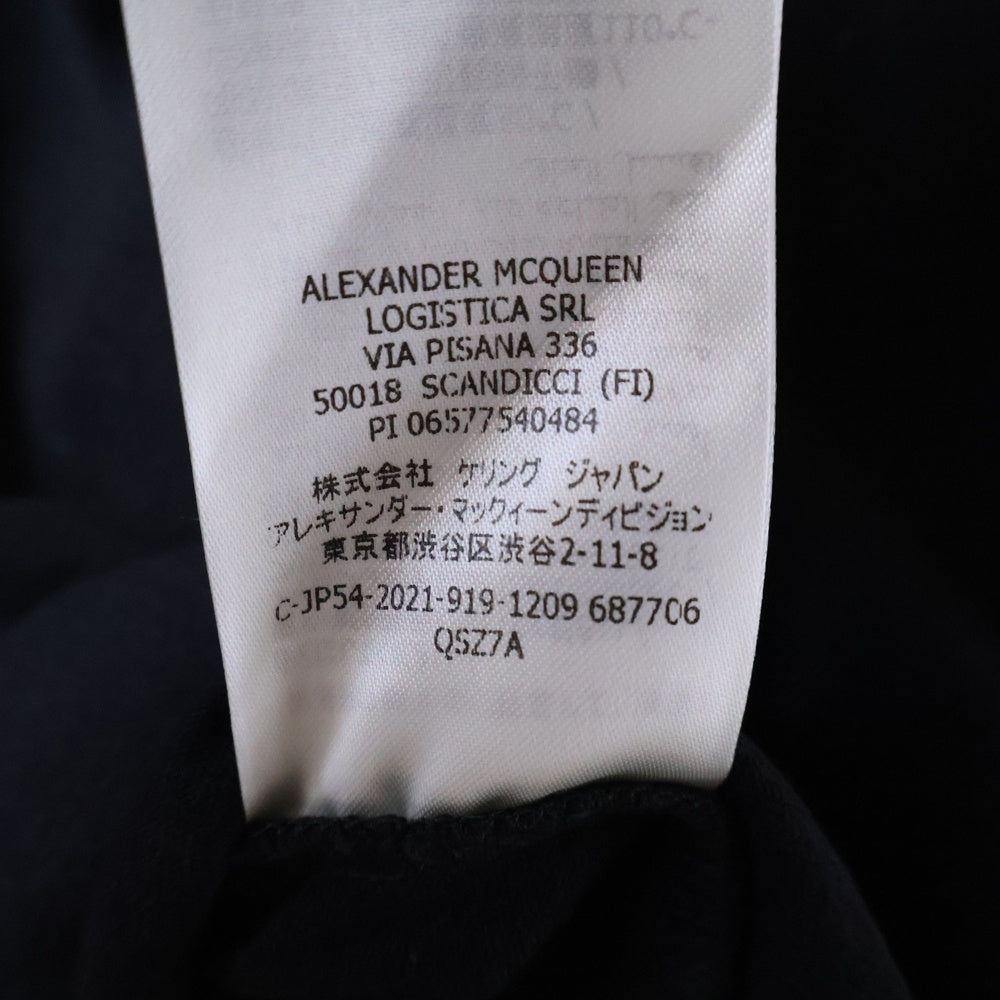 ALEXANDER MCQUEEN
LOGISTICA SRL
VIA PISANA 336
50018 SCANDICCI (FI)
PI 06577540484
株式会社 ケリング ジャパン
アレキサンダー・マックィーンディビジョン
東京都渋谷区渋谷2-11-8
C-JP54-2021-919-1209 687706
QSZ7A